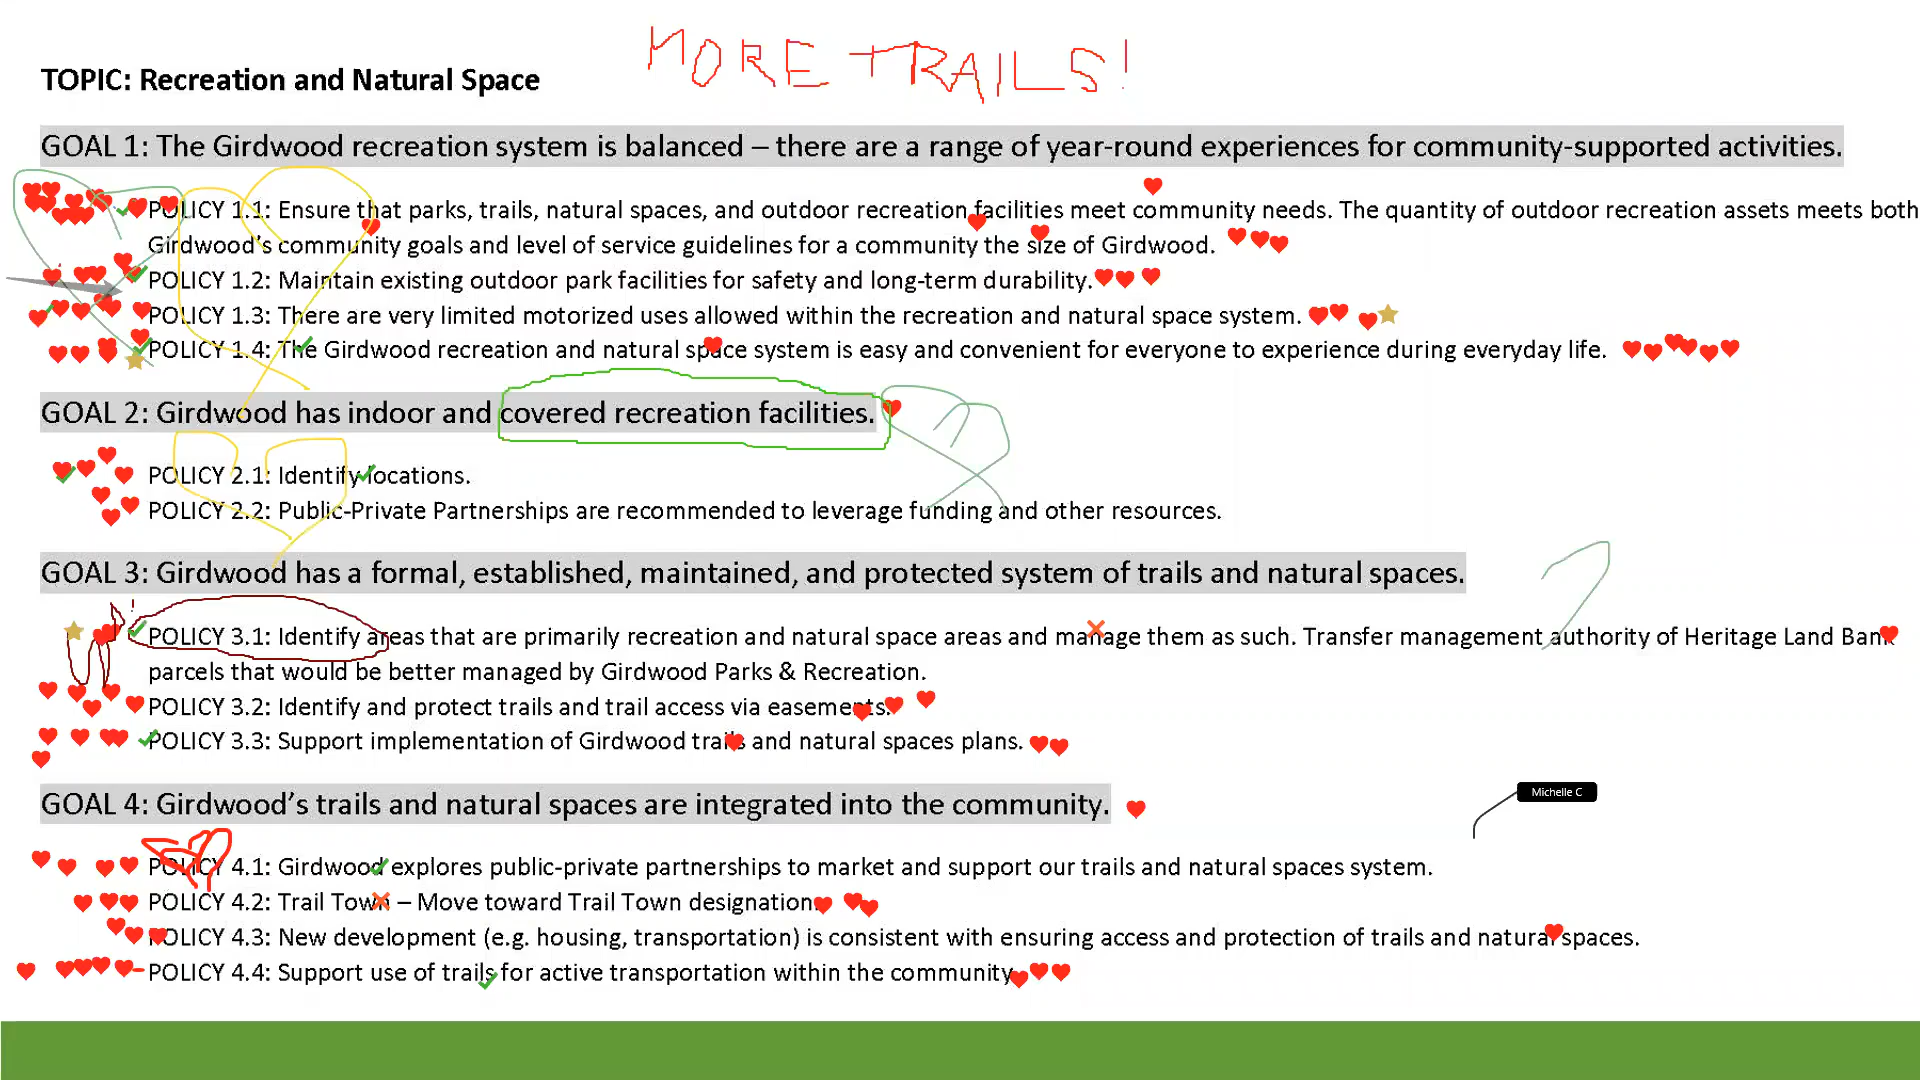 MORE TRAILS!
TOPIC: Recreation and Natural Space
GOAL 1: The Girdwood recreation system is balanced – there are a range of year-round experiences for community-supported activities.
POLICY 1.1: Ensure that parks, trails, natural spaces, and outdoor recreation facilities meet community needs. The quantity of outdoor recreation assets meets both
Girdwood's community goals and level of service guidelines for a community the size of Girdwood.
POLICY 1.2: Maintain existing outdoor park facilities for safety and long-term durability.
POLICY 1.3: There are very limited motorized uses allowed within the recreation and natural space system.
POLICY 1.4: The Girdwood recreation and natural space system is easy and convenient for everyone to experience during everyday life.
GOAL 2: Girdwood has indoor and covered recreation facilities.
POLICY 2.1: Identify locations.
POLICY 2.2: Public-Private Partnerships are recommended to leverage funding and other resources.
GOAL 3: Girdwood has a formal, established, maintained, and protected system of trails and natural spaces.
POLICY 3.1: Identify areas that are primarily recreation and natural space areas and manage them as such. Transfer management authority of Heritage Land Bank
parcels that would be better managed by Girdwood Parks & Recreation.
POLICY 3.2: Identify and protect trails and trail access via easements.
POLICY 3.3: Support implementation of Girdwood trails and natural spaces plans.
GOAL 4: Girdwood's trails and natural spaces are integrated into the community.
Michelle C
POLICY 4.1: Girdwood explores public-private partnerships to market and support our trails and natural spaces system.
POLICY 4.2: Trail Town – Move toward Trail Town designation.
POLICY 4.3: New development (e.g. housing, transportation) is consistent with ensuring access and protection of trails and natural spaces.
POLICY 4.4: Support use of trails for active transportation within the community.